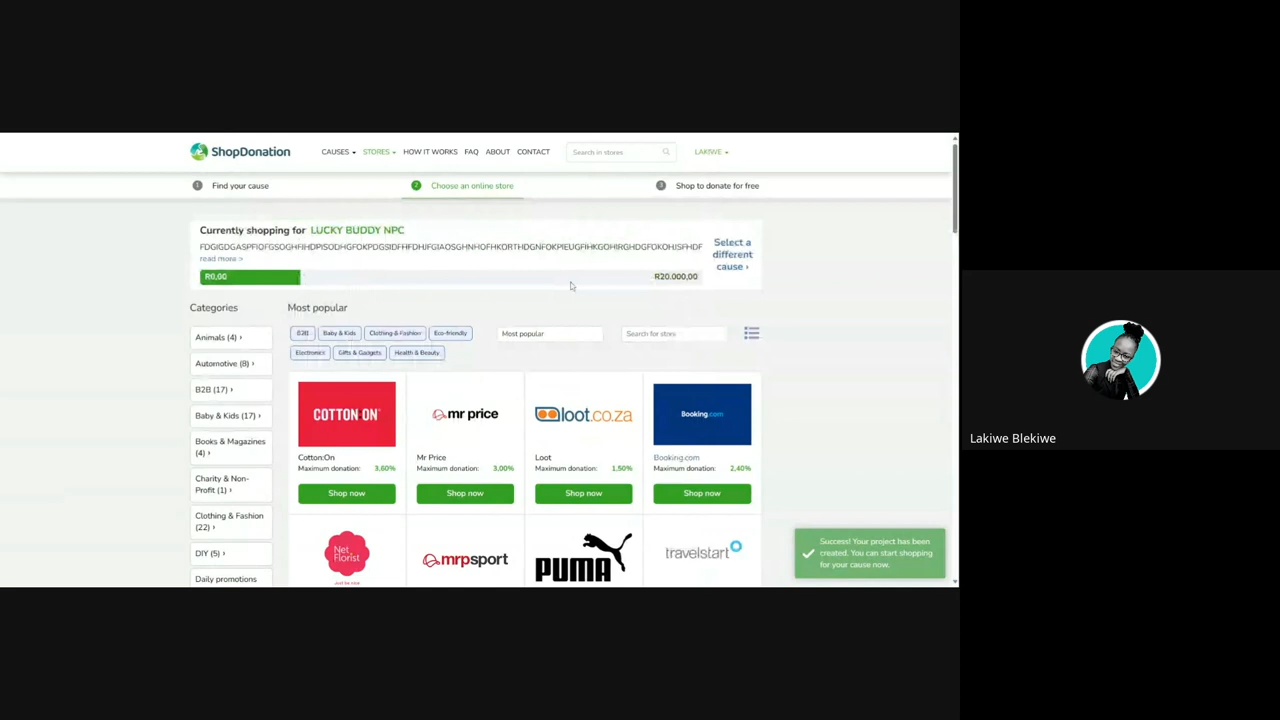 ShopDonation
CAUSES STORES HOW IT WORKS FAQ ABOUT CONTACT Search in stores LAKIWE
1 Find your cause 2 Choose an online store 3 Shop to donate for free
Currently shopping for LUCKY BUDDY NPC
read more >
Select a different cause ›
R0,00 R20.000,00
Categories
Most popular
B2B Baby & Kids Clothing & Fashion Eco-friendly
Electronics Gifts & Gadgets Health & Beauty
Most popular Search for stores
Animals (4) ›
Automotive (8) ›
B2B (17) ›
Baby & Kids (17) ›
Books & Magazines
(4) ›
Charity & Non-
Profit (1) ›
Clothing & Fashion
(22) ›
DIY (5) ›
Daily promotions
COTTON:ON mr price loot.co.za Booking.com
Cotton:On Mr Price Loot Booking.com
Maximum donation: 3,60% Maximum donation: 3,00% Maximum donation: 1,50% Maximum donation: 2,40%
Shop now Shop now Shop now Shop now
Net Florist mrpsport PUMA travelstart
Just be nice
Success! Your project has been
created. You can start shopping
for your cause now.
Lakiwe Blekiwe